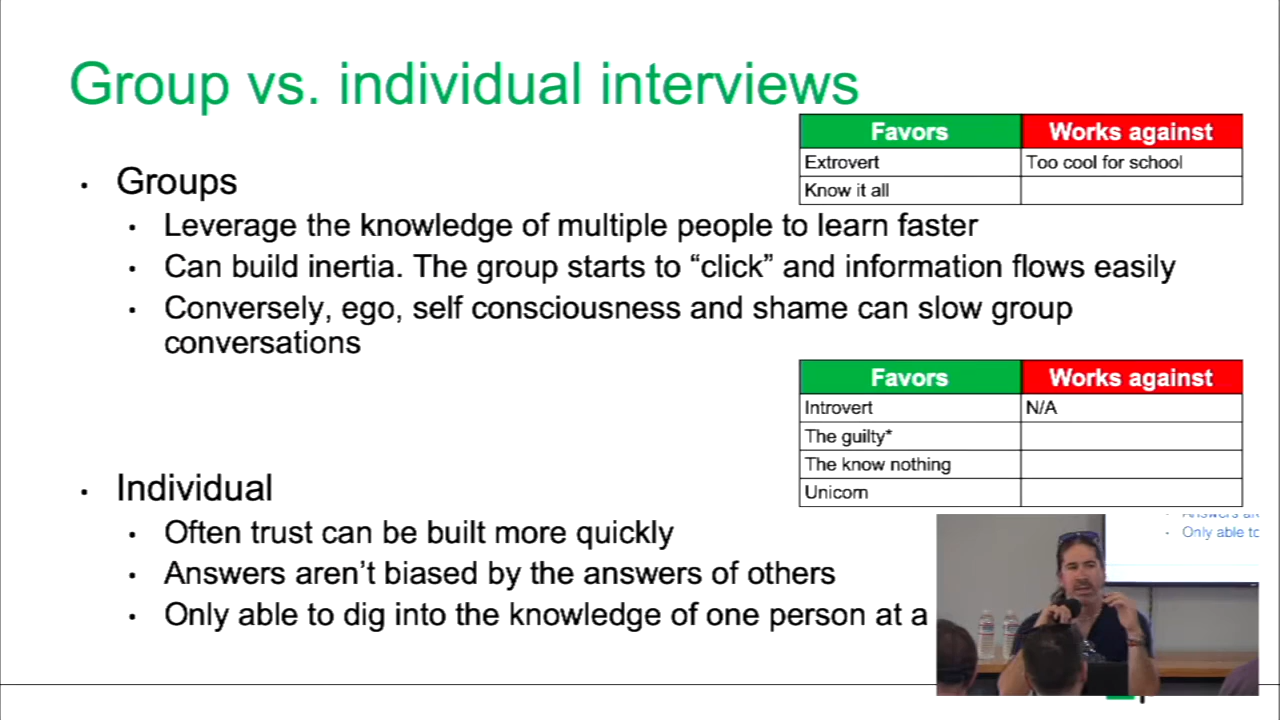 Group vs. individual interviews
Favors Works against
Extrovert Too cool for school
Know it all
• Groups
• Leverage the knowledge of multiple people to learn faster
• Can build inertia. The group starts to “click” and information flows easily
• Conversely, ego, self consciousness and shame can slow group
conversations
Favors Works against
Introvert N/A
The guilty*
The know nothing
Unicorn
• Individual
• Often trust can be built more quickly
• Answers aren’t biased by the answers of others
• Only able to dig into the knowledge of one person at a
• Only able to